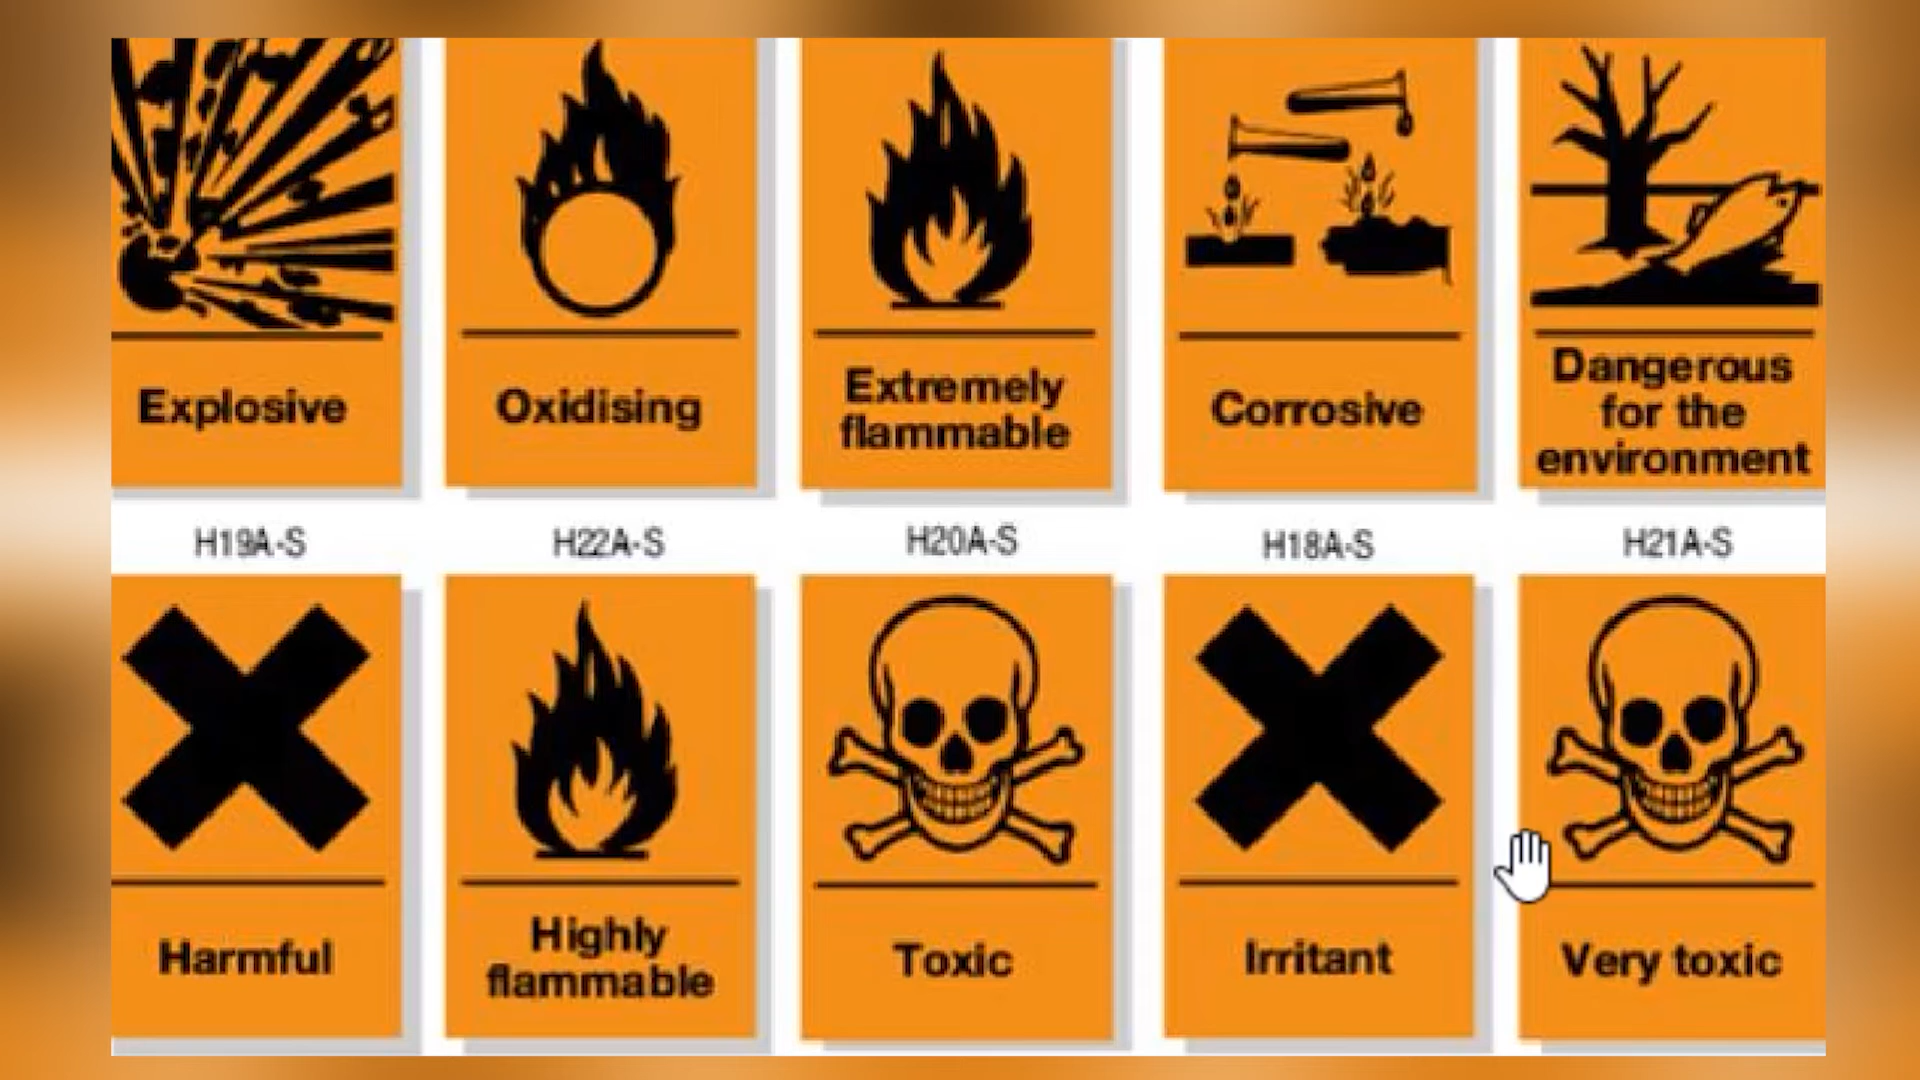 Explosive
Oxidising
Extremely
flammable
Corrosive
Dangerous
for the
environment
H19A-S
H22A-S
H20A-S
H18A-S
H21A-S
Harmful
Highly
flammable
Toxic
Irritant
Very toxic